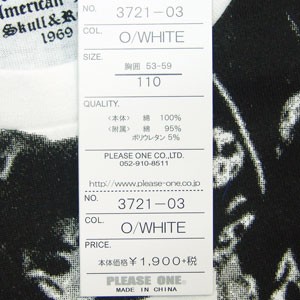 American
Skull & Ro
1969
NO. 3721-03
COL. O/WHITE
SIZE.
胸囲 53-59
110
QUALITY.
〈本体〉 綿 100%
〈附属〉 綿 95%
ポリウレタン 5%
PLEASE ONE CO.,LTD.
052-910-8511
http://www.please-one.co.jp
NO. 3721-03
COL. O/WHITE
PRICE.
本体価格¥1,900+税
PLEASE ONE.
MADE IN CHINA